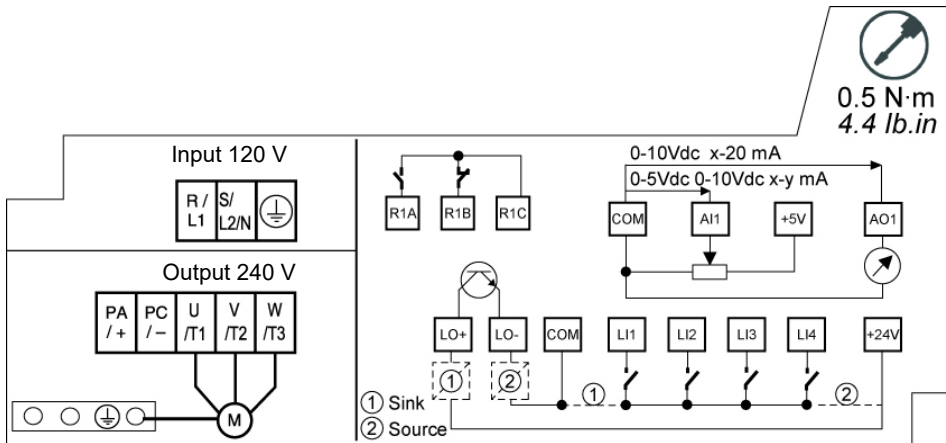 0.5 N·m
4.4 lb.in
Input 120 V
R / L1
S/ L2/N
Output 240 V
PA / +
PC / –
U /T1
V /T2
W /T3
M
R1A
R1B
R1C
0-10Vdc x-20 mA
0-5Vdc 0-10Vdc x-y mA
COM
AI1
+5V
AO1
LO+
LO-
COM
LI1
LI2
LI3
LI4
+24V
①
②
① Sink
② Source
①
②